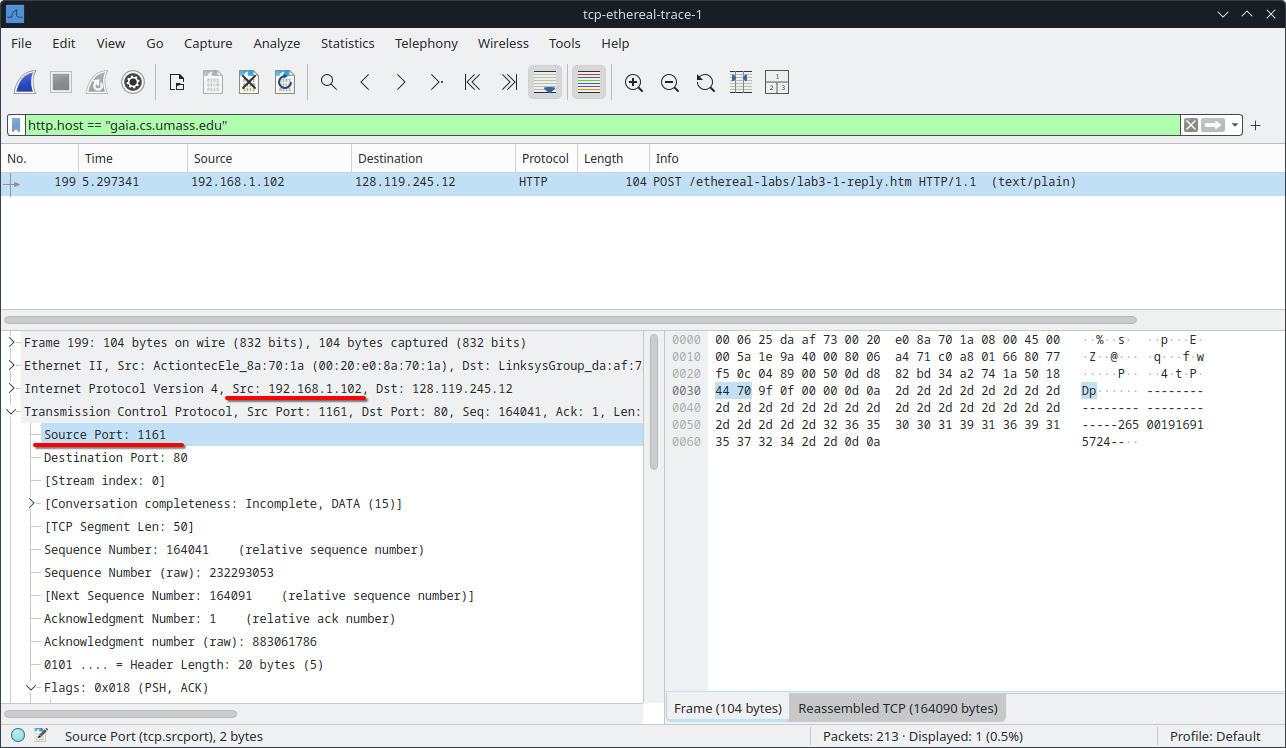 tcp-ethereal-trace-1
File Edit View Go Capture Analyze Statistics Telephony Wireless Tools Help
http.host == "gaia.cs.umass.edu"
No. Time Source Destination Protocol Length Info
199 5.297341 192.168.1.102 128.119.245.12 HTTP 104 POST /ethereal-labs/lab3-1-reply.htm HTTP/1.1 (text/plain)
Frame 199: 104 bytes on wire (832 bits), 104 bytes captured (832 bits)
Ethernet II, Src: ActiontecEle_8a:70:1a (00:20:e0:8a:70:1a), Dst: LinksysGroup_da:af:7
Internet Protocol Version 4, Src: 192.168.1.102, Dst: 128.119.245.12
Transmission Control Protocol, Src Port: 1161, Dst Port: 80, Seq: 164041, Ack: 1, Len:
Source Port: 1161
Destination Port: 80
[Stream index: 0]
[Conversation completeness: Incomplete, DATA (15)]
[TCP Segment Len: 50]
Sequence Number: 164041 (relative sequence number)
Sequence Number (raw): 232293053
[Next Sequence Number: 164091 (relative sequence number)]
Acknowledgment Number: 1 (relative ack number)
Acknowledgment number (raw): 883061786
0101 .... = Header Length: 20 bytes (5)
Flags: 0x018 (PSH, ACK)
0000 00 06 25 da af 73 00 20 e0 8a 70 1a 08 00 45 00 ··%··s· ··p···E·
0010 00 5a 1e 9a 40 00 80 06 a4 71 c0 a8 01 66 80 77 ·Z··@··· ·q···f·w
0020 f5 0c 04 89 00 50 0d d8 82 bd 34 a2 74 1a 50 18 ·····P·· ··4·t·P·
0030 44 70 9f 0f 00 00 0d 0a 2d 2d 2d 2d 2d 2d 2d 2d Dp······ --------
0040 2d 2d 2d 2d 2d 2d 2d 2d 2d 2d 2d 2d 2d 2d 2d 2d -------- --------
0050 2d 2d 2d 2d 2d 32 36 35 30 30 31 39 31 36 39 31 -----265 00191691
0060 35 37 32 34 2d 2d 0d 0a 5724--··
Frame (104 bytes) Reassembled TCP (164090 bytes)
Source Port (tcp.srcport), 2 bytes Packets: 213 · Displayed: 1 (0.5%) Profile: Default